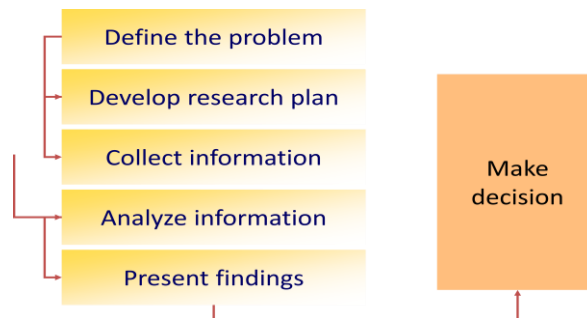 Define the problem
Develop research plan
Collect information
Analyze information
Present findings
Make
decision